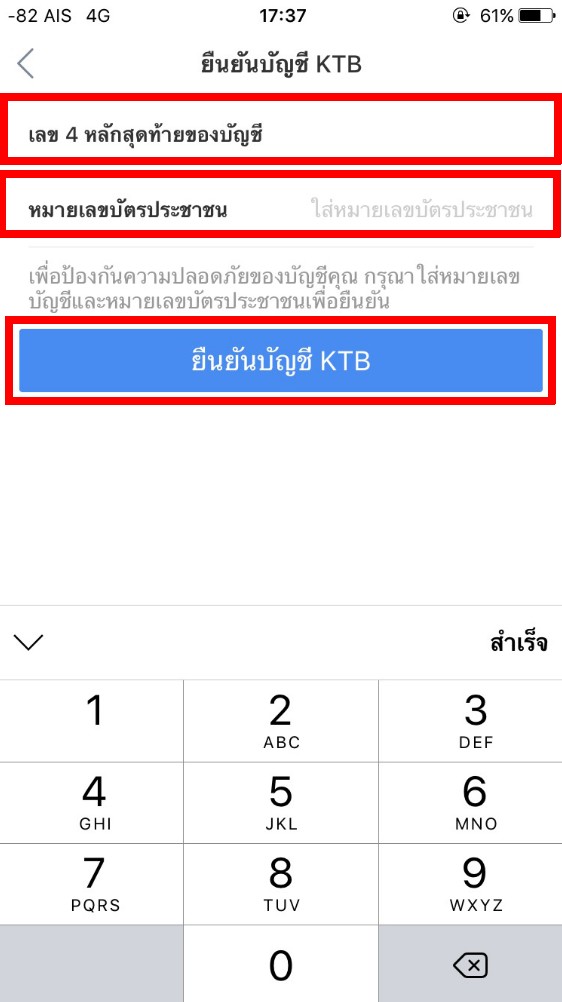 -82 AIS 4G 17:37 61%
ยืนยันบัญชี KTB
เลข 4 หลักสุดท้ายของบัญชี
หมายเลขบัตรประชาชน ใส่หมายเลขบัตรประชาชน
เพื่อป้องกันความปลอดภัยของบัญชีคุณ กรุณาใส่หมายเลข
บัญชีและหมายเลขบัตรประชาชนเพื่อยืนยัน
ยืนยันบัญชี KTB
สำเร็จ
1 2 3
ABC DEF
4 5 6
GHI JKL MNO
7 8 9
PQRS TUV WXYZ
0